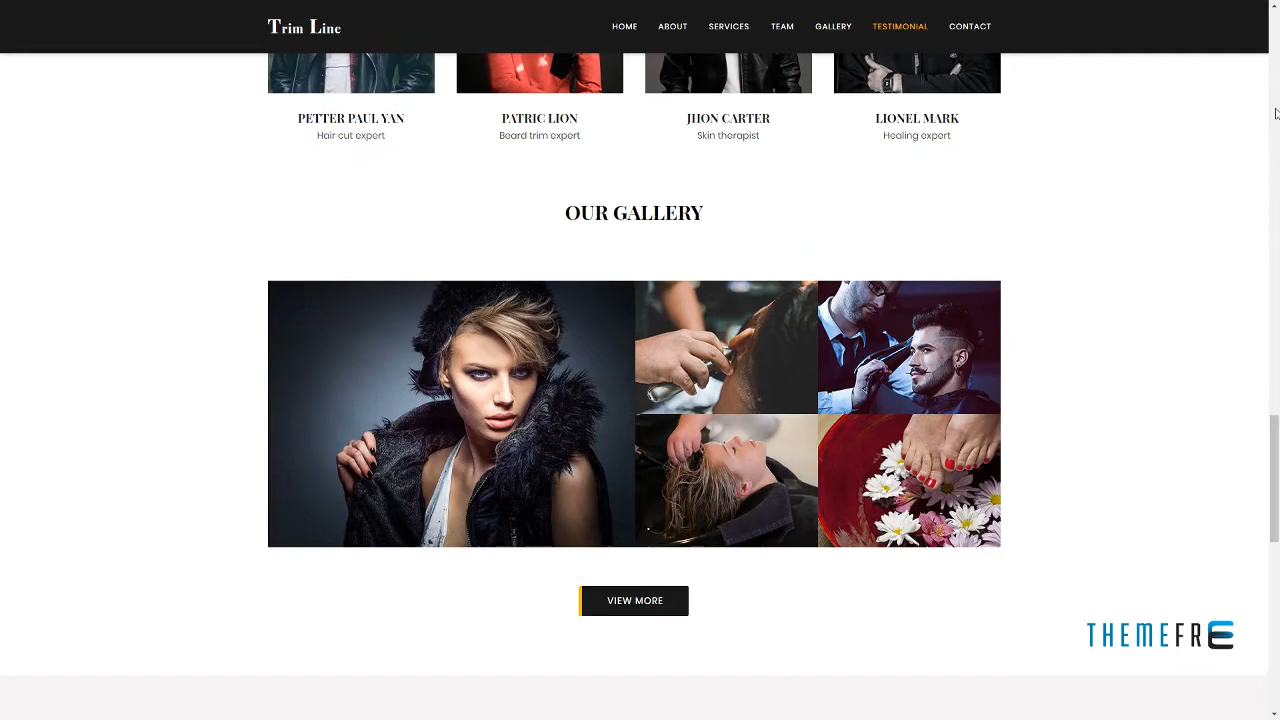 Trim Line
HOME ABOUT SERVICES TEAM GALLERY TESTIMONIAL CONTACT
PETTER PAUL YAN
Hair cut expert
PATRIC LION
Beard trim expert
JHON CARTER
Skin therapist
LIONEL MARK
Healing expert
OUR GALLERY
VIEW MORE
THEMEFRE